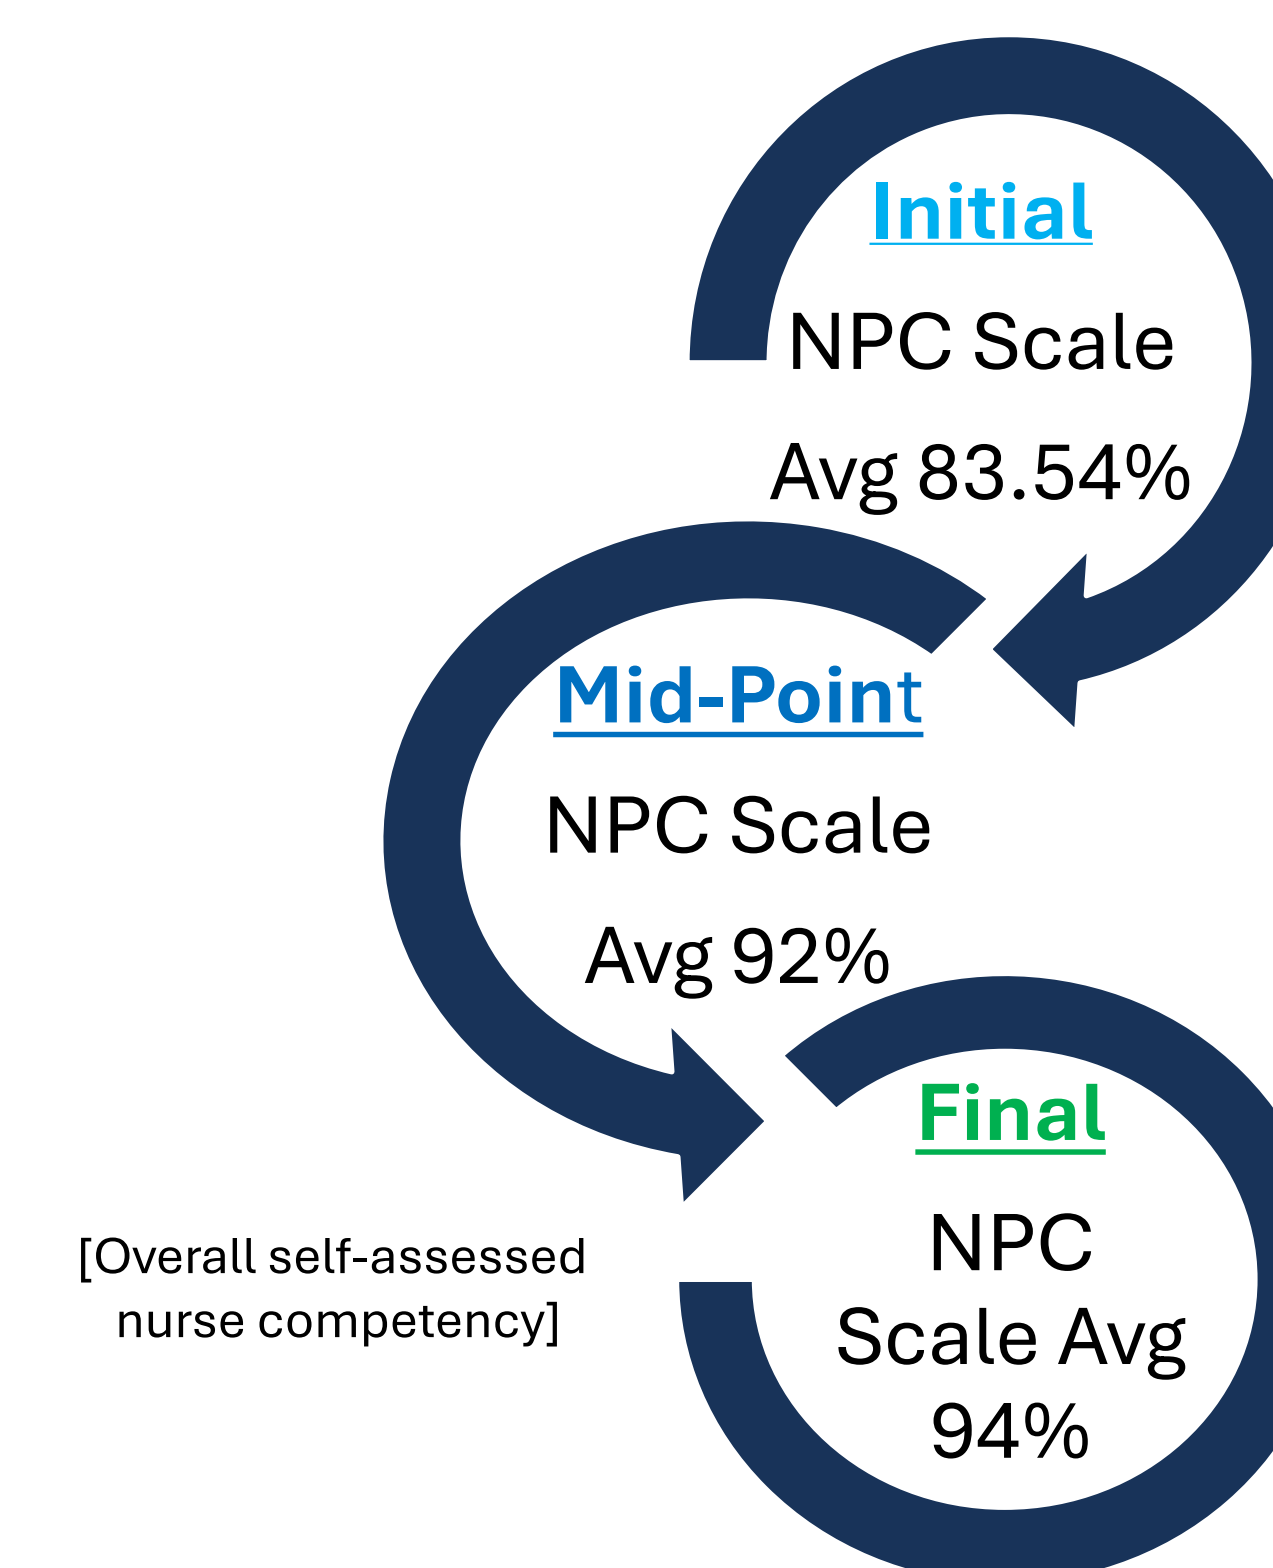 Initial
NPC Scale
Avg 83.54%
Mid-Point
NPC Scale
Avg 92%
Final
NPC
Scale Avg
94%
[Overall self-assessed
nurse competency]